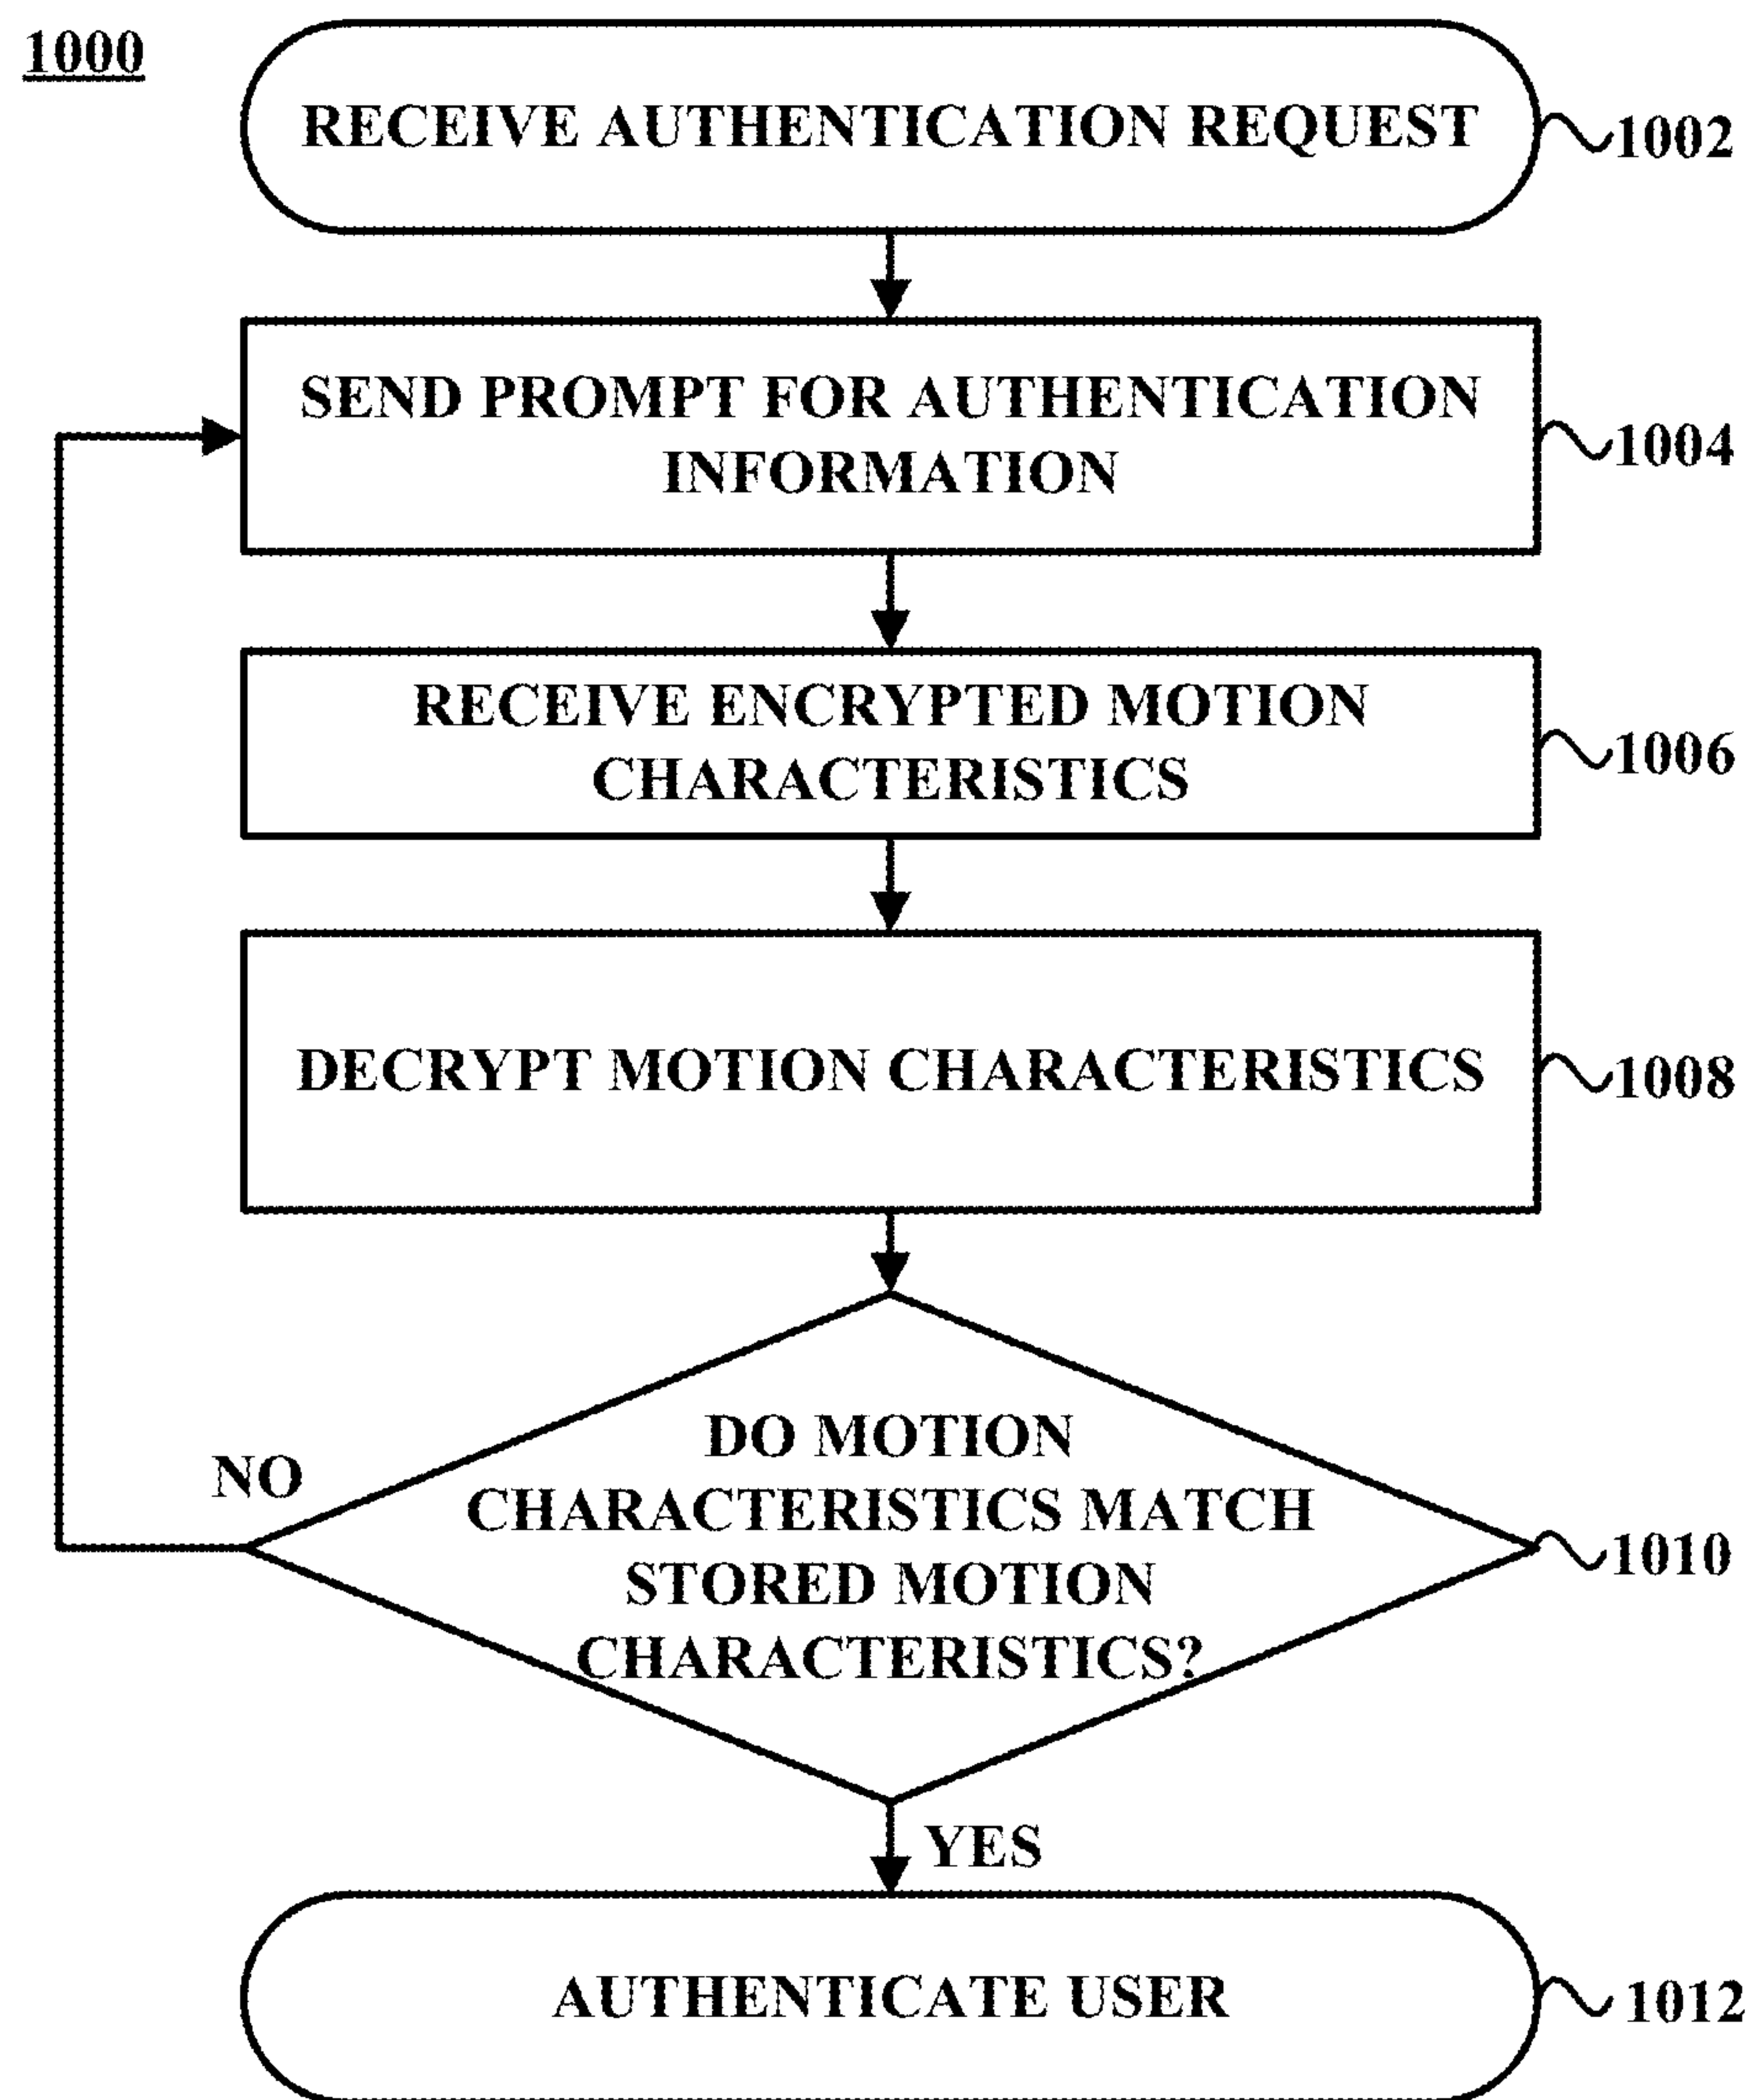 1000
RECEIVE AUTHENTICATION REQUEST
1002
SEND PROMPT FOR AUTHENTICATION
INFORMATION
1004
RECEIVE ENCRYPTED MOTION
CHARACTERISTICS
1006
DECRYPT MOTION CHARACTERISTICS
1008
DO MOTION
CHARACTERISTICS MATCH
STORED MOTION
CHARACTERISTICS?
NO
1010
YES
AUTHENTICATE USER
1012